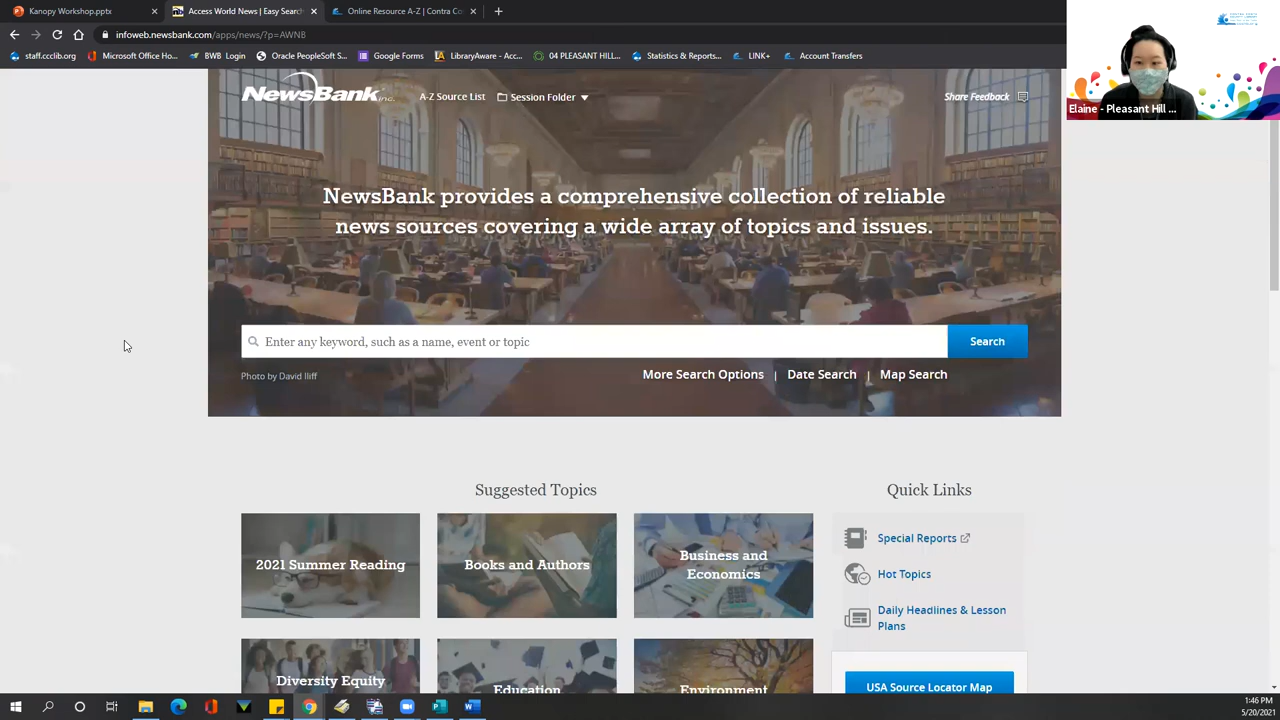 Kanopy Workshop.pptx
Access World News | Easy Search
Online Resource A-Z | Contra Co
infoweb.newsbank.com/apps/news/?p=AWNB
staff.ccclib.org
Microsoft Office Ho...
BWB Login
Oracle PeopleSoft S...
Google Forms
Access-Aware - Acc...
04 PLEASANT HILL...
Statistics & Reports...
LINK+
Account Transfers
Elaine - Pleasant Hill ...
NewsBank inc.
A-Z Source List
Session Folder
Share Feedback
NewsBank provides a comprehensive collection of reliable
news sources covering a wide array of topics and issues.
Enter any keyword, such as a name, event or topic
Search
Photo by David Iliff
More Search Options | Date Search | Map Search
Suggested Topics
2021 Summer Reading
Books and Authors
Business and
Economics
Diversity Equity
Education
Environment
Quick Links
Special Reports
Hot Topics
Daily Headlines & Lesson
Plans
USA Source Locator Map
1:46 PM
5/20/2021